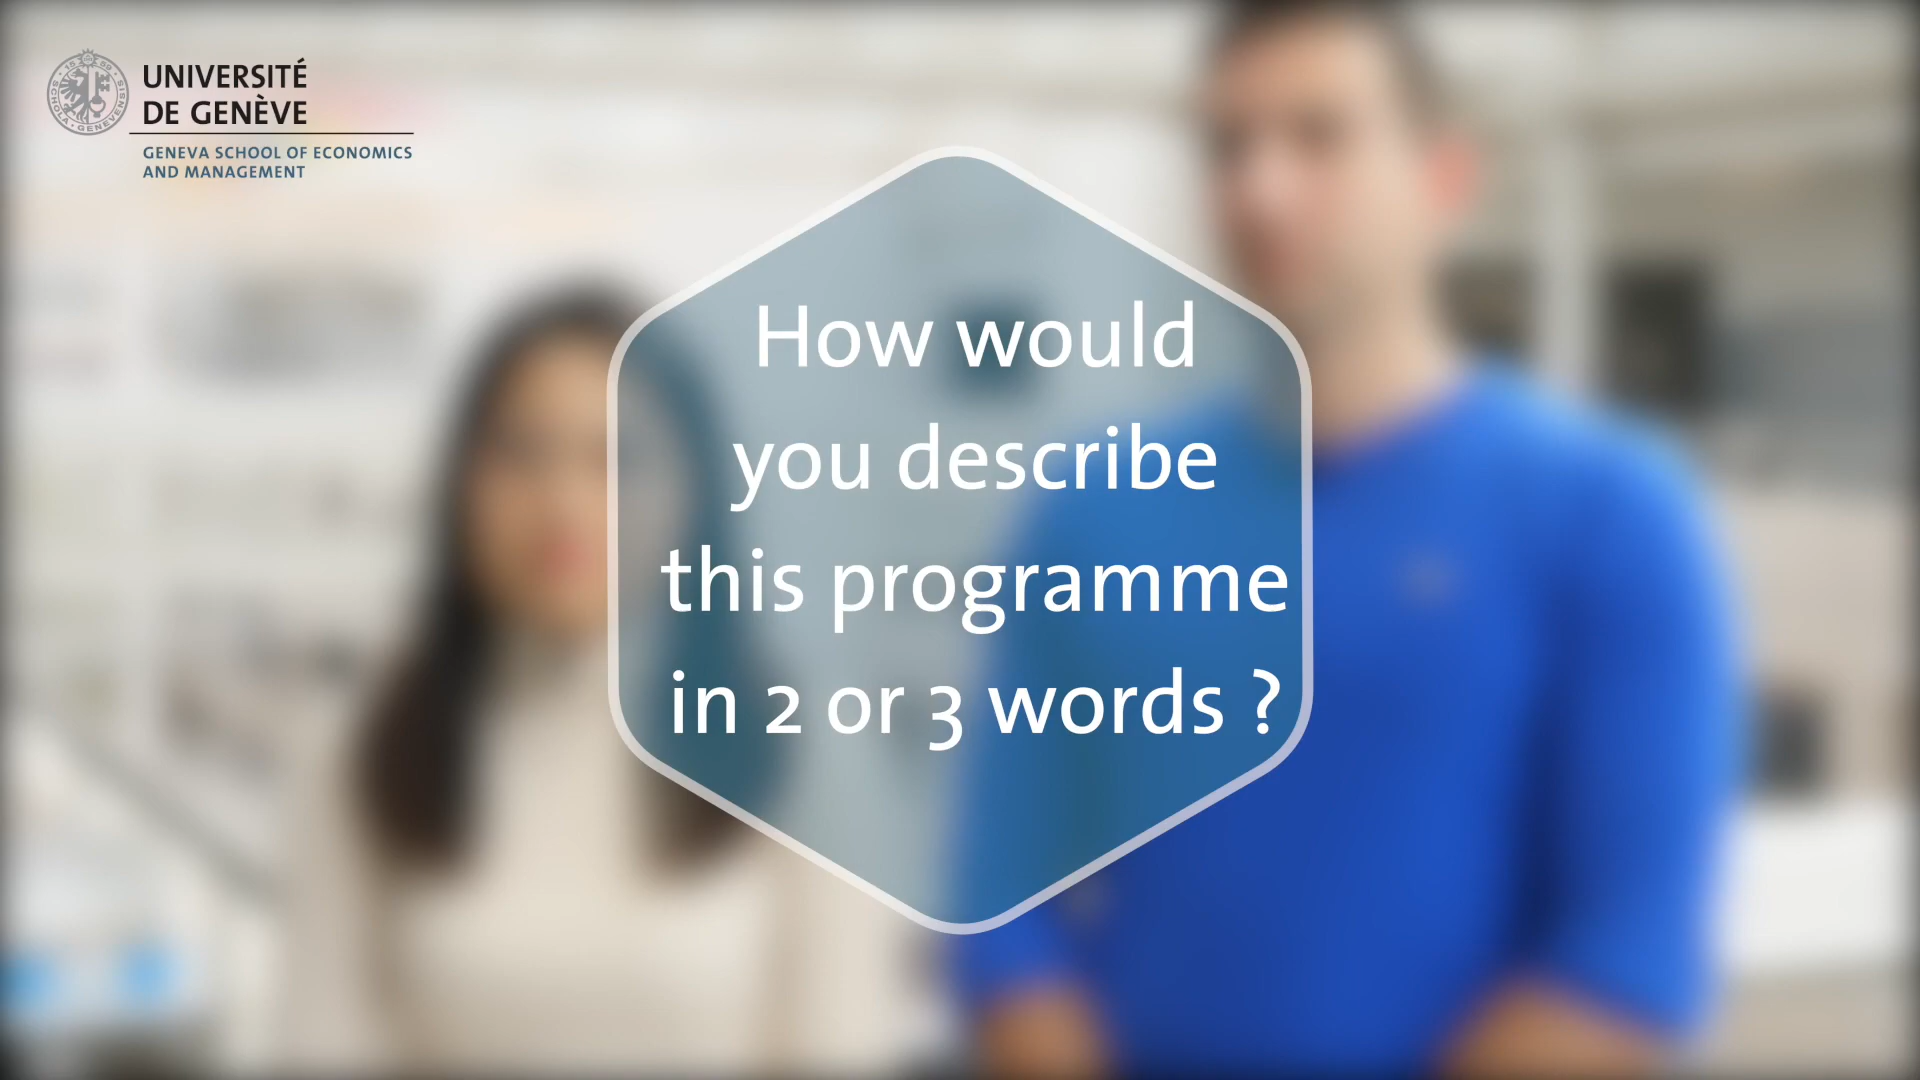 UNIVERSITÉ
DE GENÈVE
GENEVA SCHOOL OF ECONOMICS
AND MANAGEMENT
How would
you describe
this programme
in 2 or 3 words ?